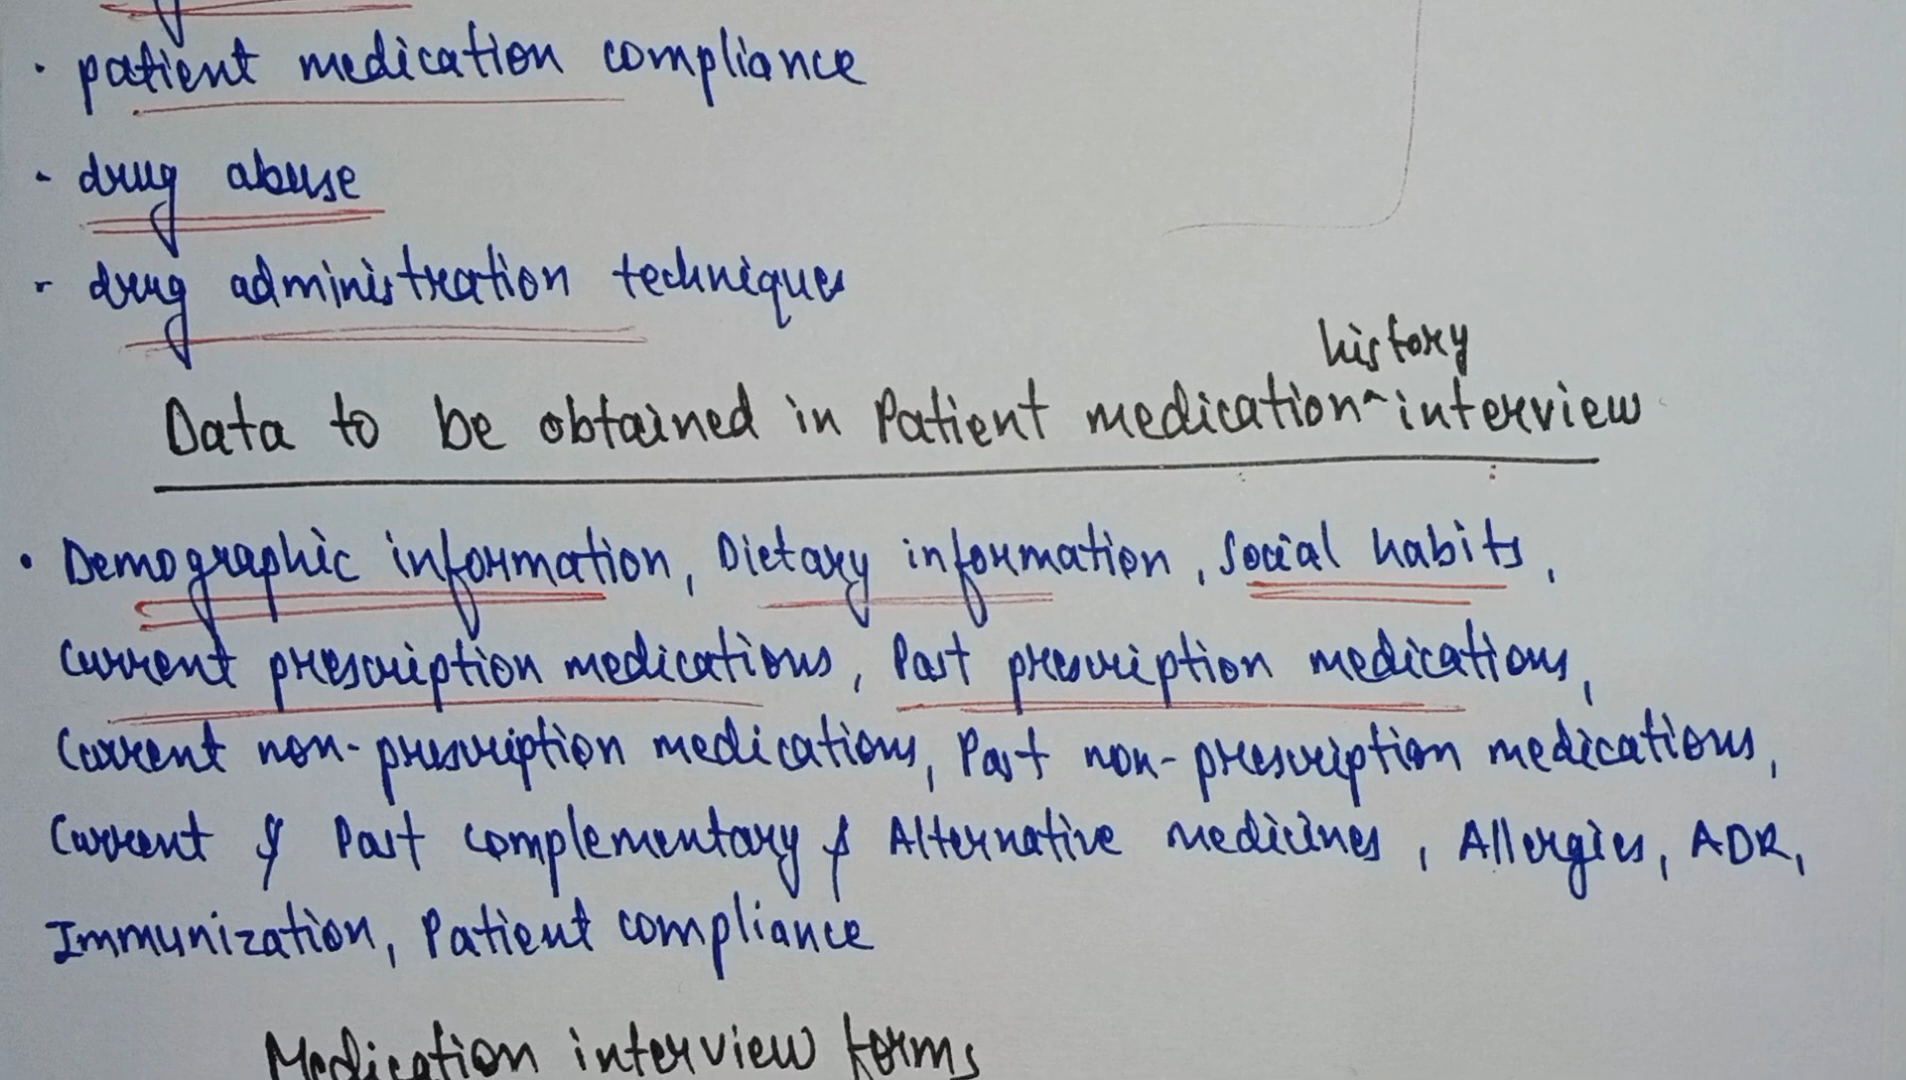 · patient medication compliance
- drug abuse
- drug administration techniques
history
Data to be obtained in Patient medication ^ interview
• Demographic information, Dietary information, Social habits,
Current prescription medications, Past prescription medications,
Current non-prescription medications, Past non-prescription medications,
Current & Past complementary & Alternative medicines, Allergies, ADR,
Immunization, Patient compliance
Medication interview forms